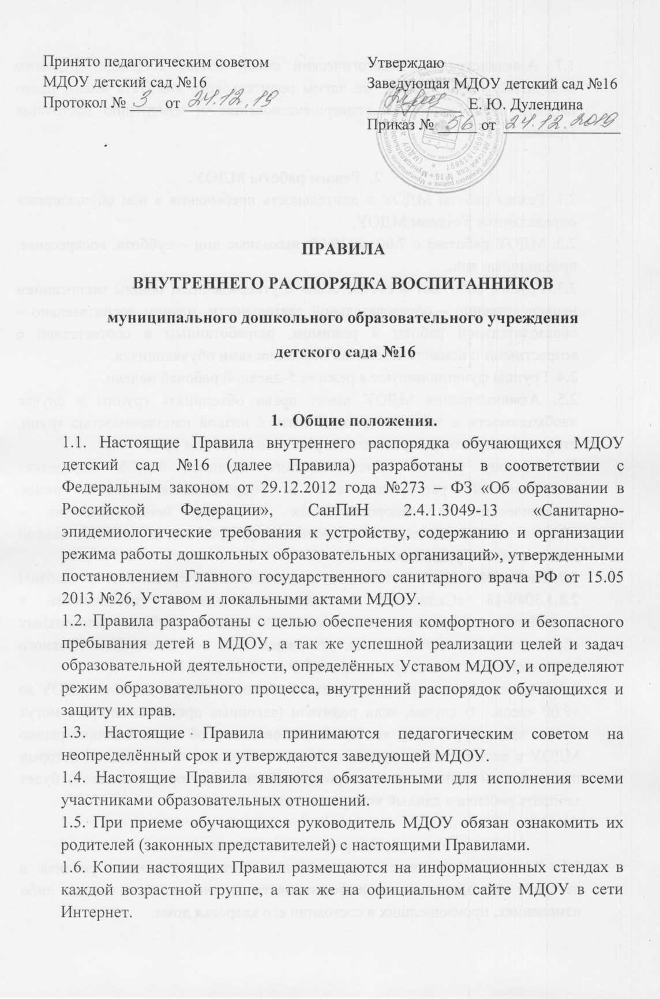 Принято педагогическим советом
МДОУ детский сад №16
Протокол № 3 от 24.12.19
Утверждаю
Заведующая МДОУ детский сад №16
Е. Ю. Дулендина
Приказ № 56 от 24.12.2019
ПРАВИЛА
ВНУТРЕННЕГО РАСПОРЯДКА ВОСПИТАННИКОВ
муниципального дошкольного образовательного учреждения
детского сада №16
1. Общие положения.
1.1. Настоящие Правила внутреннего распорядка обучающихся МДОУ
детский сад №16 (далее Правила) разработаны в соответствии с
Федеральным законом от 29.12.2012 года №273 – ФЗ «Об образовании в
Российской Федерации», СанПиН 2.4.1.3049-13 «Санитарно-
эпидемиологические требования к устройству, содержанию и организации
режима работы дошкольных образовательных организаций», утвержденными
постановлением Главного государственного санитарного врача РФ от 15.05
2013 №26, Уставом и локальными актами МДОУ.
1.2. Правила разработаны с целью обеспечения комфортного и безопасного
пребывания детей в МДОУ, а так же успешной реализации целей и задач
образовательной деятельности, определённых Уставом МДОУ, и определяют
режим образовательного процесса, внутренний распорядок обучающихся и
защиту их прав.
1.3. Настоящие Правила принимаются педагогическим советом на
неопределённый срок и утверждаются заведующей МДОУ.
1.4. Настоящие Правила являются обязательными для исполнения всеми
участниками образовательных отношений.
1.5. При приеме обучающихся руководитель МДОУ обязан ознакомить их
родителей (законных представителей) с настоящими Правилами.
1.6. Копии настоящих Правил размещаются на информационных стендах в
каждой возрастной группе, а так же на официальном сайте МДОУ в сети
Интернет.